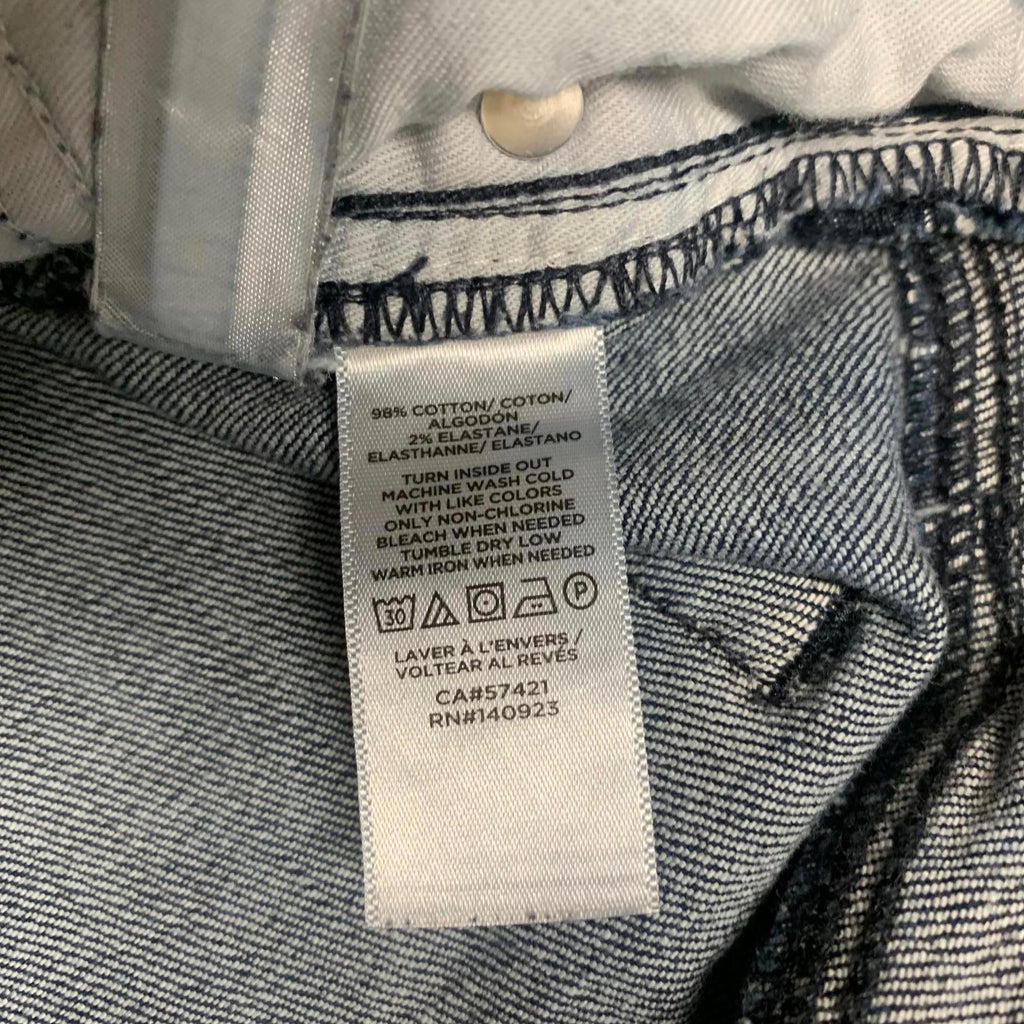 98% COTTON/ COTON/
ALGODÓN
2% ELASTANE/
ELASTHANNE/ ELASTANO
TURN INSIDE OUT
MACHINE WASH COLD
WITH LIKE COLORS
ONLY NON-CHLORINE
BLEACH WHEN NEEDED
TUMBLE DRY LOW
WARM IRON WHEN NEEDED
30 P
LAVER À L'ENVERS /
VOLTEAR AL REVÉS
CA#57421
RN#140923